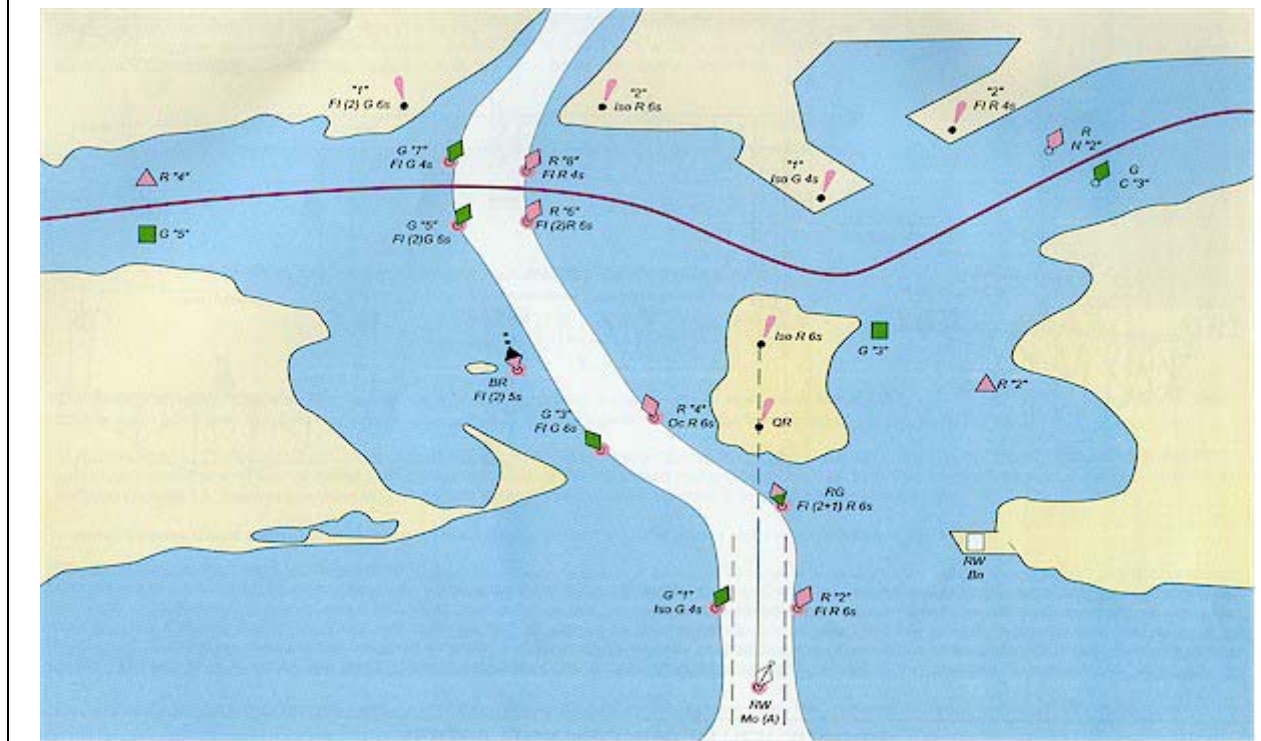 "1"
Fl (2) G 6s
"2"
Iso R 6s
"2"
Fl R 4s
G "7"
Fl G 4s
R "8"
Fl R 4s
R
N "2"
"1"
Iso G 4s
G
C "3"
R "4"
G "5"
G "5"
Fl (2)G 6s
R "6"
Fl (2)R 6s
Iso R 6s
G "3"
BR
Fl (2) 5s
R "2"
G "3"
Fl G 6s
R "4"
Oc R 6s
QR
RG
Fl (2+1) R 6s
RW
Bn
G "1"
Iso G 4s
R "2"
Fl R 6s
RW
Mo (A)